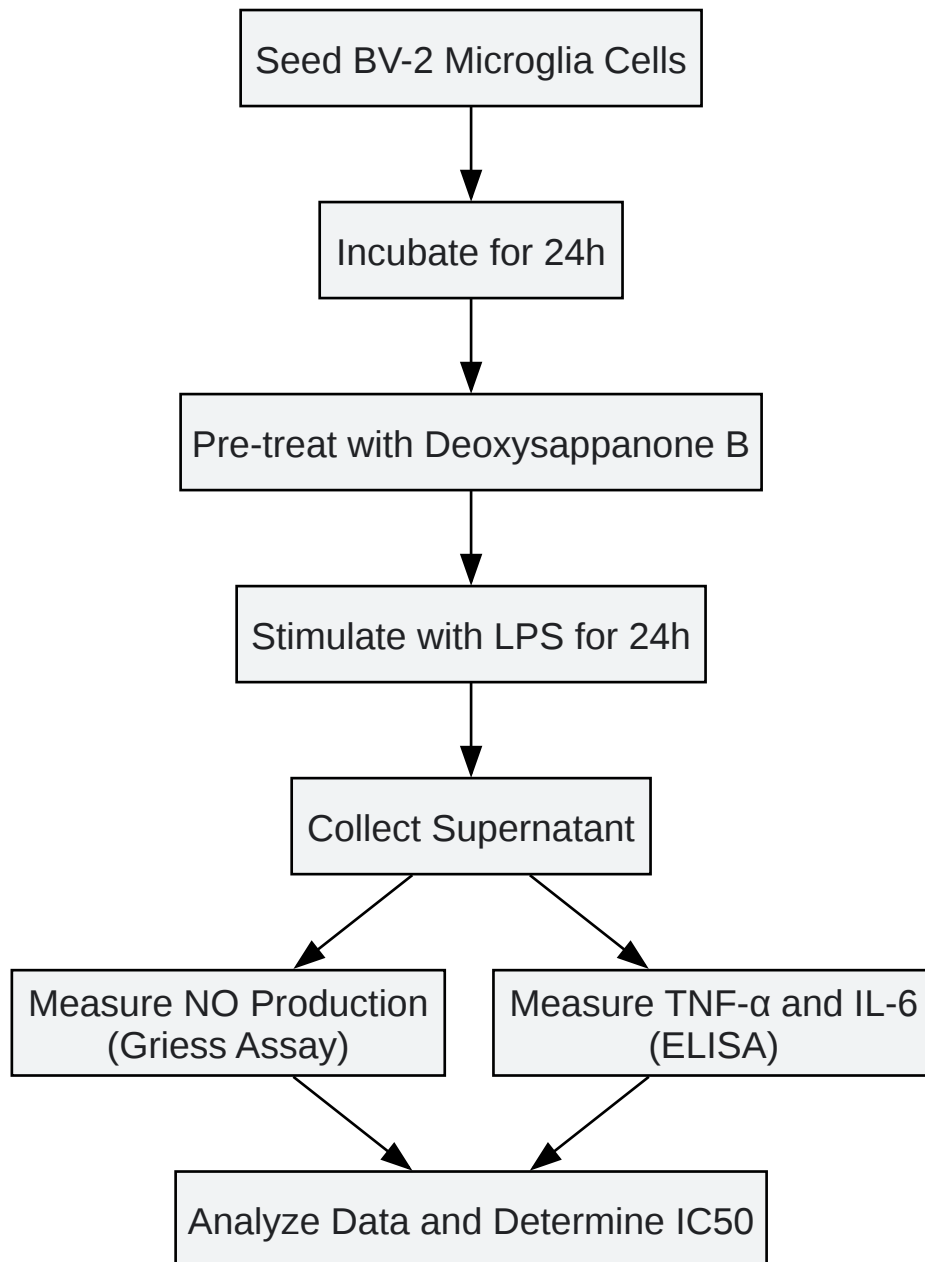 Seed BV-2 Microglia Cells
Incubate for 24h
Pre-treat with Deoxysappanone B
Stimulate with LPS for 24h
Collect Supernatant
Measure NO Production
(Griess Assay)
Measure TNF-α and IL-6
(ELISA)
Analyze Data and Determine IC50